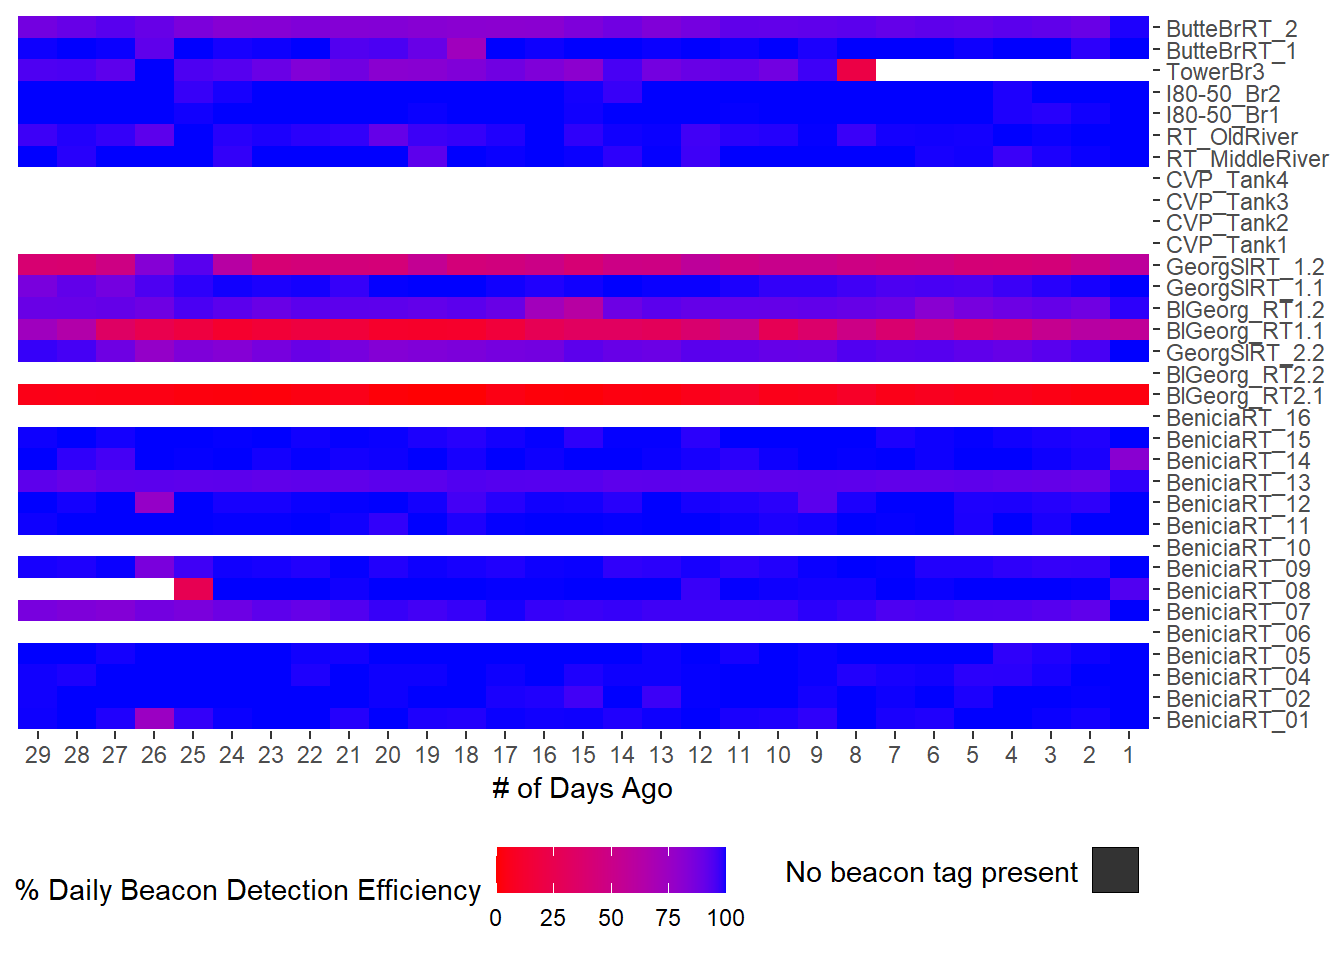 ButteBrRT_2
ButteBrRT_1
TowerBr3
I80-50_Br2
I80-50_Br1
RT_OldRiver
RT_MiddleRiver
CVP_Tank4
CVP_Tank3
CVP_Tank2
CVP_Tank1
GeorgSlRT_1.2
GeorgSlRT_1.1
BlGeorg_RT1.2
BlGeorg_RT1.1
GeorgSlRT_2.2
BlGeorg_RT2.2
BlGeorg_RT2.1
BeniciaRT_16
BeniciaRT_15
BeniciaRT_14
BeniciaRT_13
BeniciaRT_12
BeniciaRT_11
BeniciaRT_10
BeniciaRT_09
BeniciaRT_08
BeniciaRT_07
BeniciaRT_06
BeniciaRT_05
BeniciaRT_04
BeniciaRT_02
BeniciaRT_01
29 28 27 26 25 24 23 22 21 20 19 18 17 16 15 14 13 12 11 10 9 8 7 6 5 4 3 2 1
# of Days Ago
% Daily Beacon Detection Efficiency
0 25 50 75 100
No beacon tag present